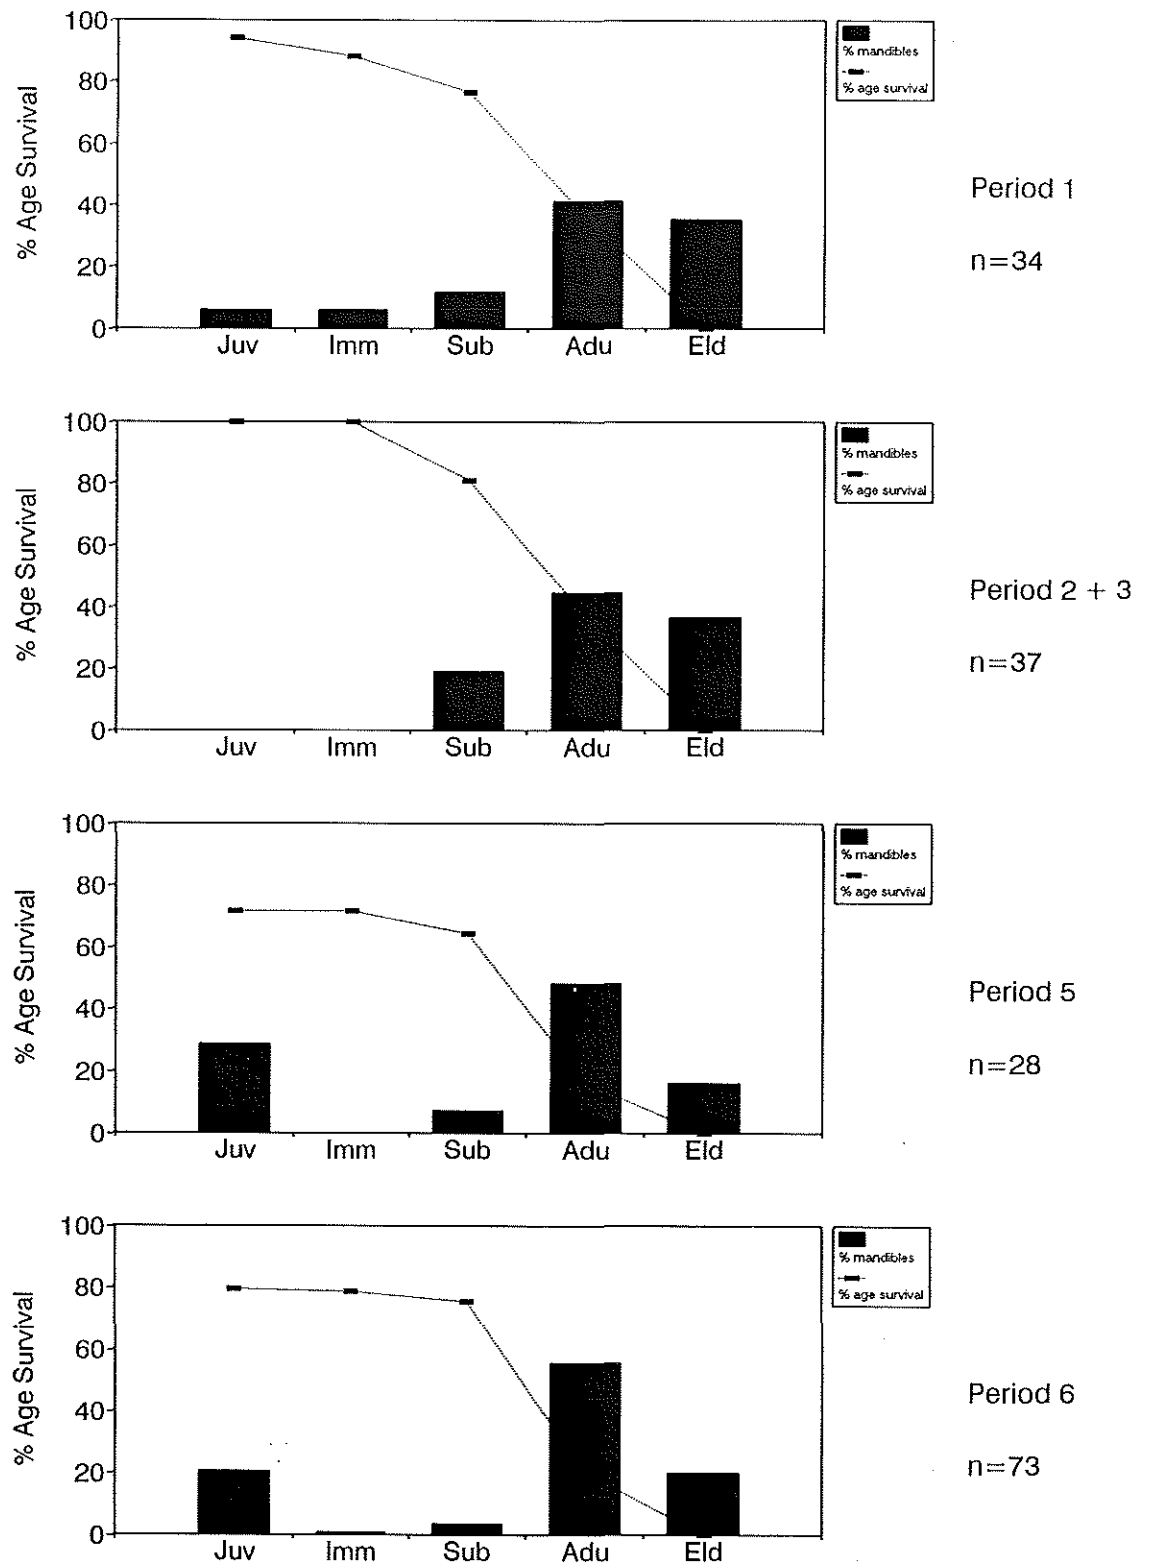 100
80
60
40
20
0
% Age Survival
Juv Imm Sub Adu Eld
% mandibles
% age survival
Period 1
n=34
100
80
60
40
20
0
% Age Survival
Juv Imm Sub Adu Eld
% mandibles
% age survival
Period 2 + 3
n=37
100
80
60
40
20
0
% Age Survival
Juv Imm Sub Adu Eld
% mandibles
% age survival
Period 5
n=28
100
80
60
40
20
0
% Age Survival
Juv Imm Sub Adu Eld
% mandibles
% age survival
Period 6
n=73